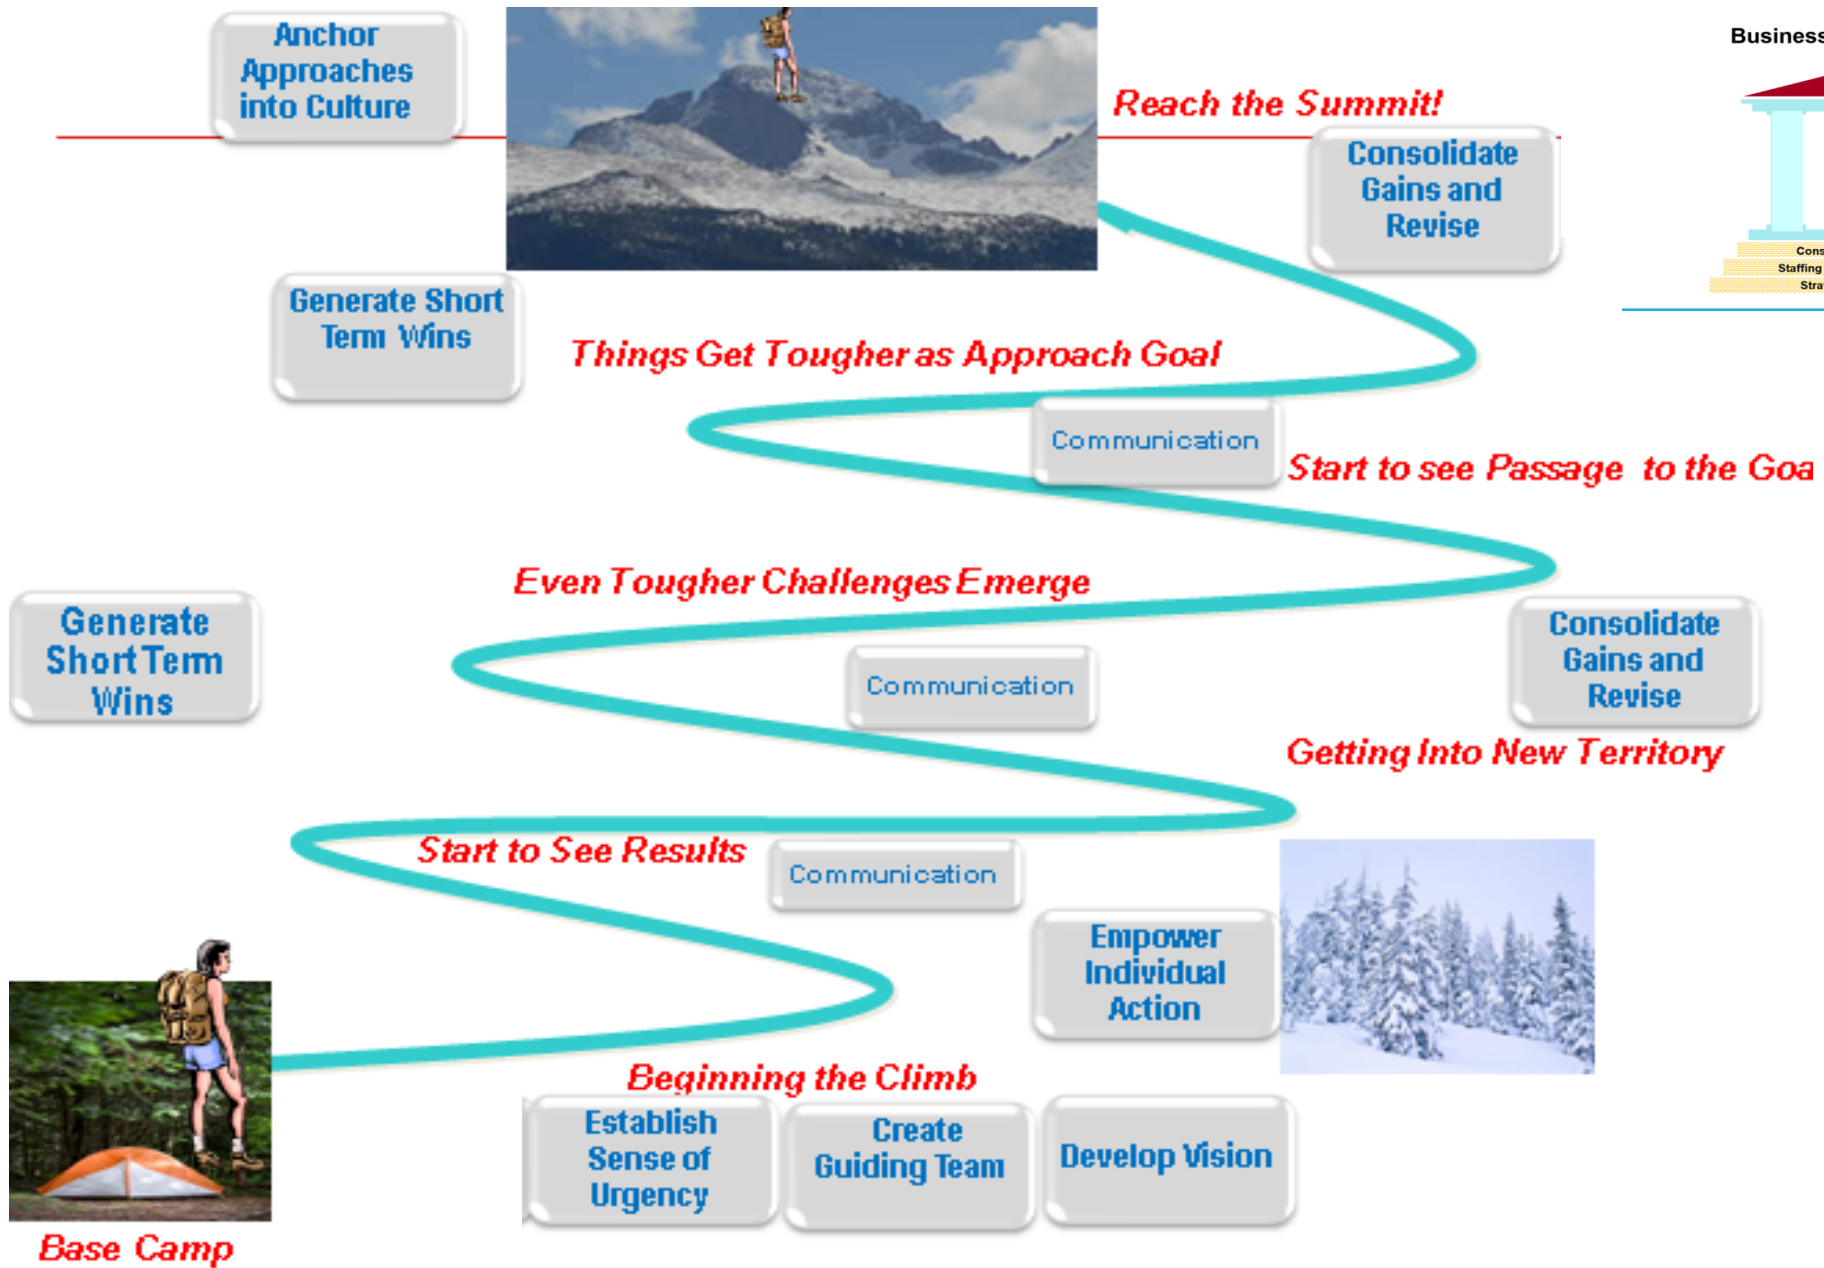 Anchor
Approaches
into Culture
Reach the Summit!
Business
Consolidate
Gains and
Revise
Cons
Staffing
Stra
Generate Short
Term Wins
Things Get Tougher as Approach Goal
Communication
Start to see Passage to the Goa
Even Tougher Challenges Emerge
Generate
Short Term
Wins
Consolidate
Gains and
Revise
Communication
Getting Into New Territory
Start to See Results
Communication
Empower
Individual
Action
Beginning the Climb
Establish
Sense of
Urgency
Create
Guiding Team
Develop Vision
Base Camp